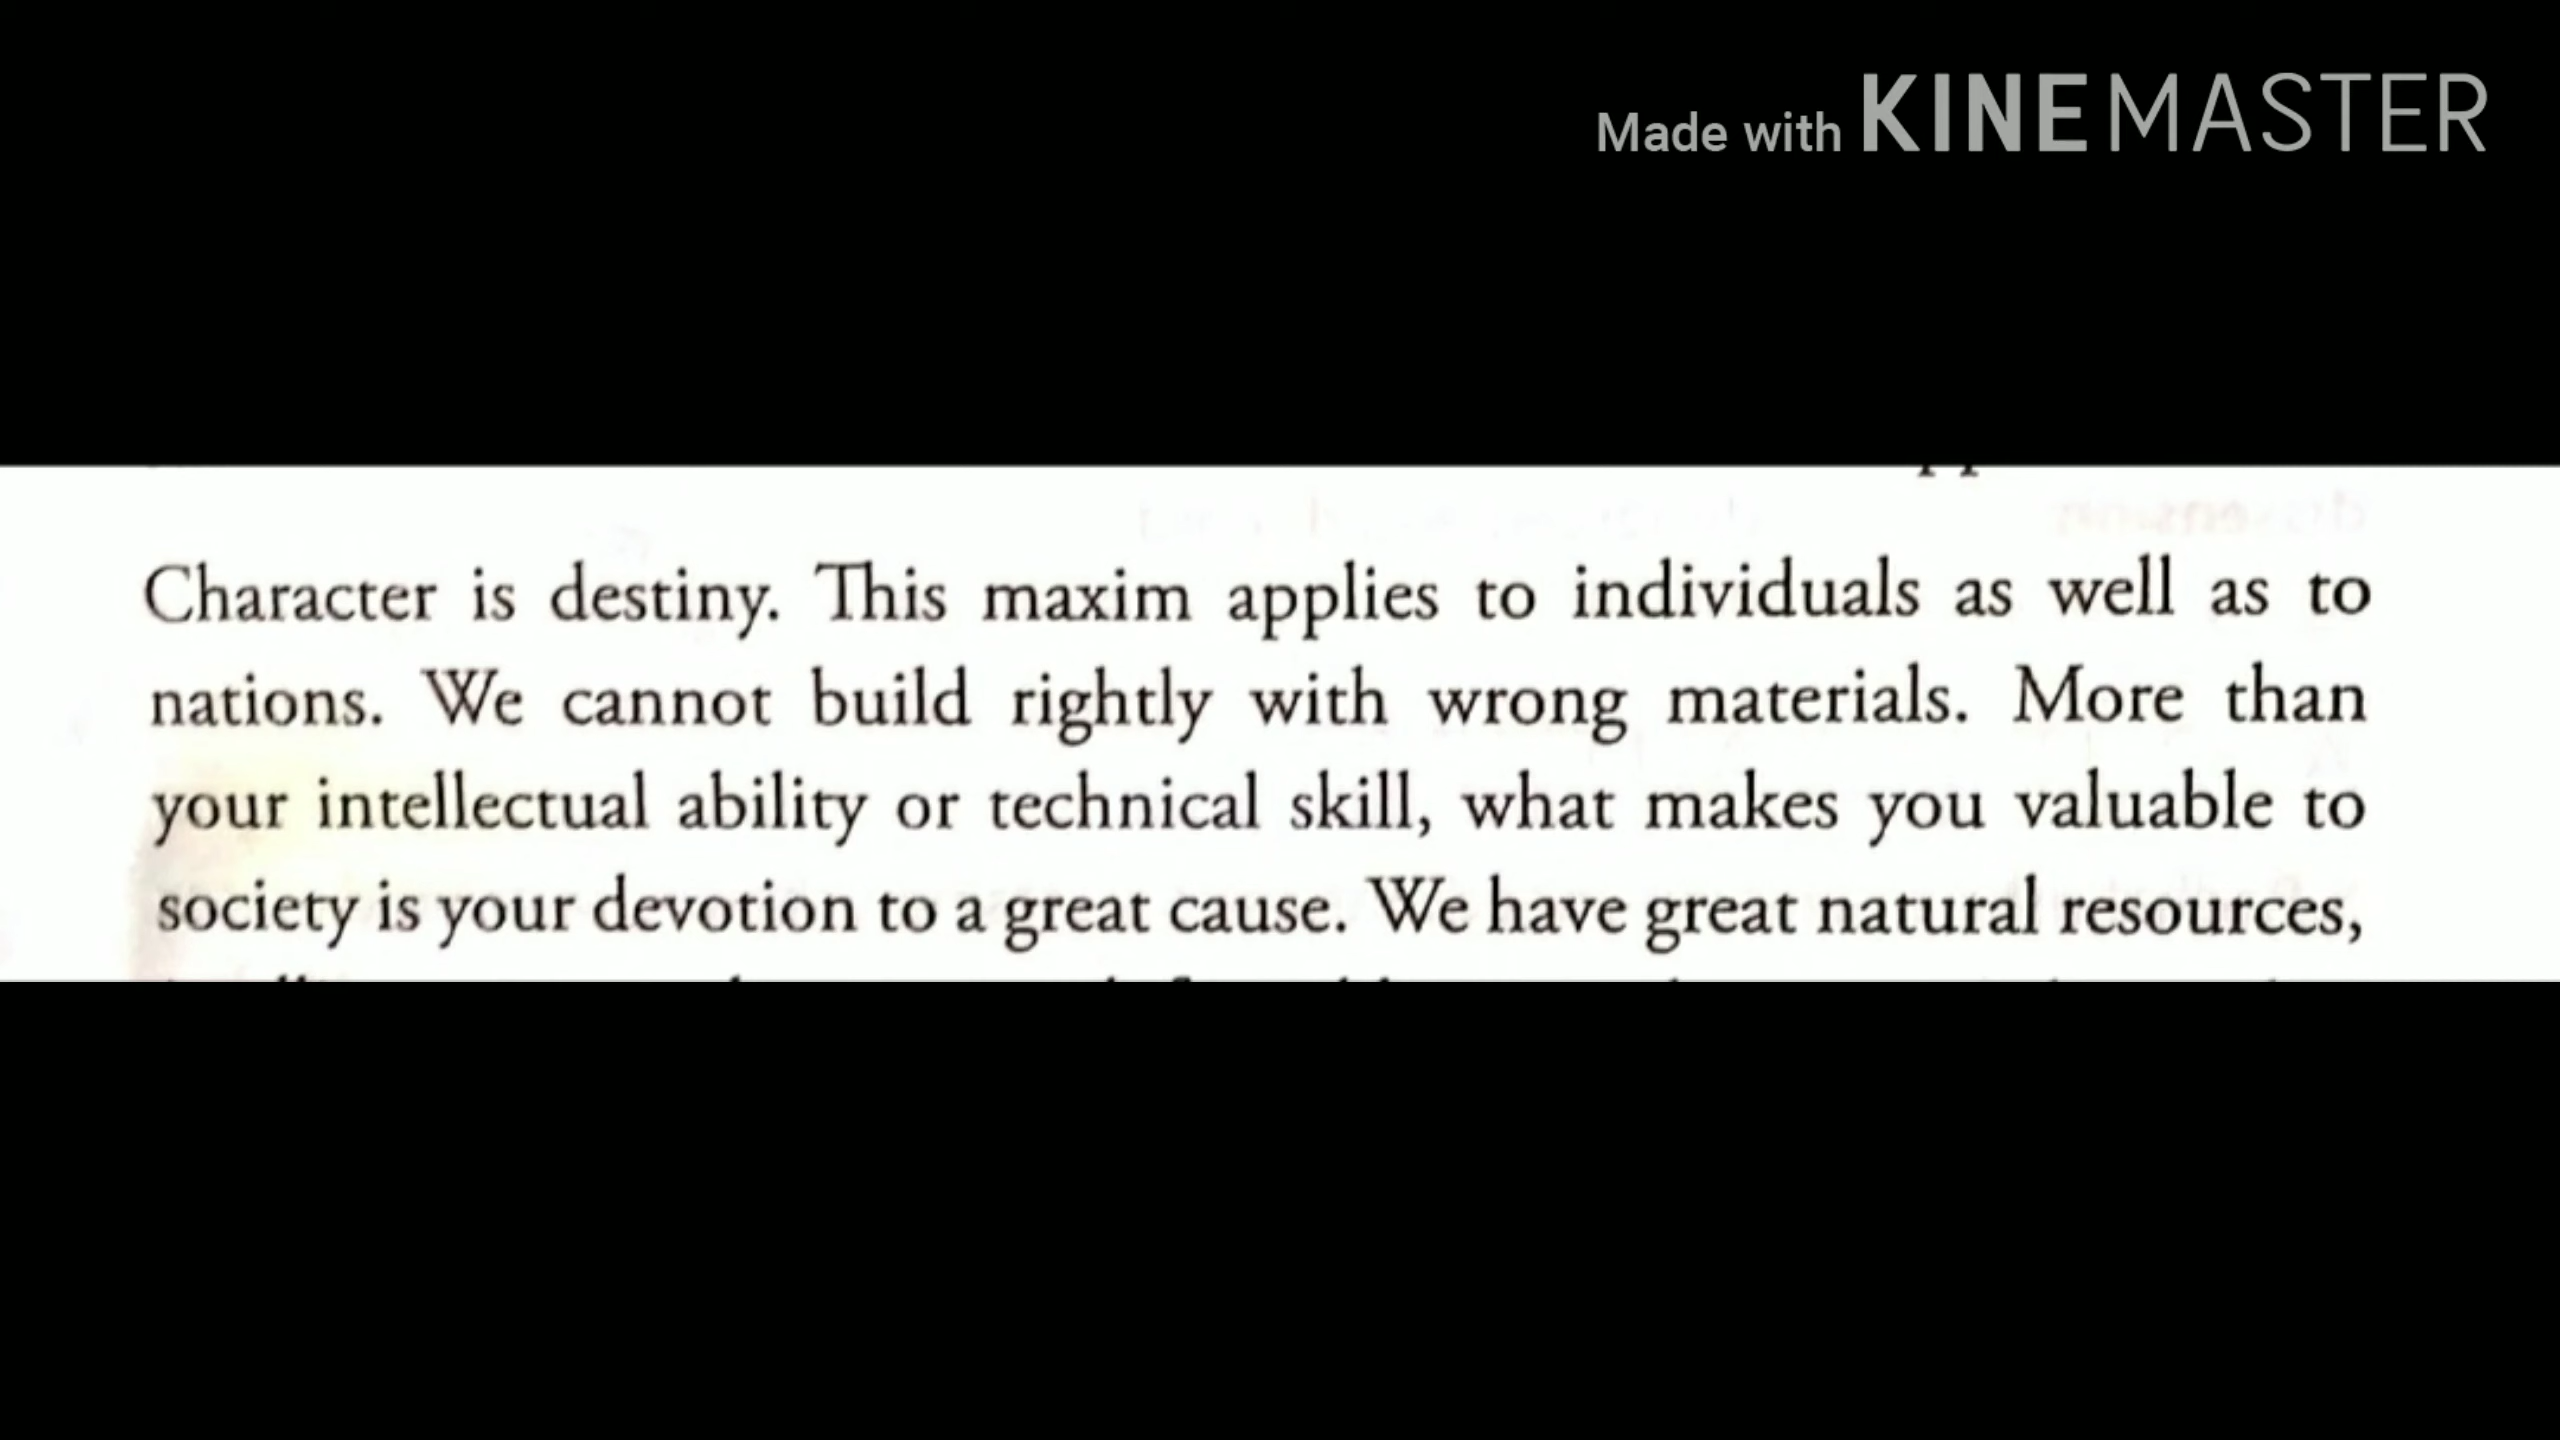 Made with KINEMASTER
Character is destiny. This maxim applies to individuals as well as to
nations. We cannot build rightly with wrong materials. More than
your intellectual ability or technical skill, what makes you valuable to
society is your devotion to a great cause. We have great natural resources,